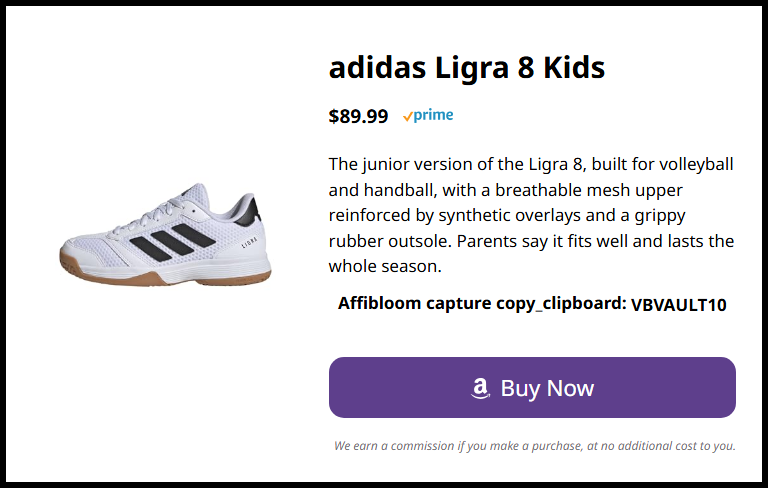 adidas Ligra 8 Kids
$89.99 prime
The junior version of the Ligra 8, built for volleyball
and handball, with a breathable mesh upper
reinforced by synthetic overlays and a grippy
rubber outsole. Parents say it fits well and lasts the
whole season.
LIGRA
Affibloom capture copy_clipboard: VBVAULT10
a Buy Now
We earn a commission if you make a purchase, at no additional cost to you.